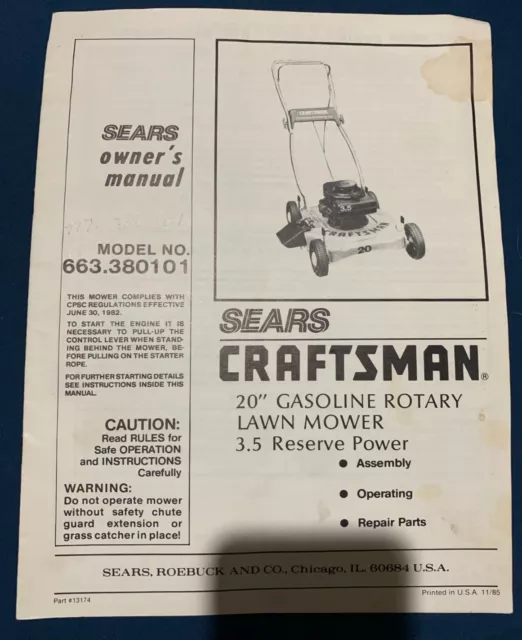 SEARS
owner's
manual
MODEL NO.
663.380101
THIS MOWER COMPLIES WITH
CPSC REGULATIONS EFFECTIVE
JUNE 30, 1982.
TO START THE ENGINE IT IS
NECESSARY TO PULL-UP THE
CONTROL LEVER WHEN STAND-
ING BEHIND THE MOWER, BE-
FORE PULLING ON THE STARTER
ROPE.
FOR FURTHER STARTING DETAILS
SEE INSTRUCTIONS INSIDE THIS
MANUAL.
CAUTION:
Read RULES for
Safe OPERATION
and INSTRUCTIONS
Carefully
WARNING:
Do not operate mower
without safety chute
guard extension or
grass catcher in place!
CRAFTSMAN
3.5
CRAFTSMAN
20
SEARS
CRAFTSMAN®
20" GASOLINE ROTARY
LAWN MOWER
3.5 Reserve Power
● Assembly
● Operating
● Repair Parts
SEARS, ROEBUCK AND CO., Chicago, IL. 60684 U.S.A.
Part #13174
Printed in U.S.A. 11/85